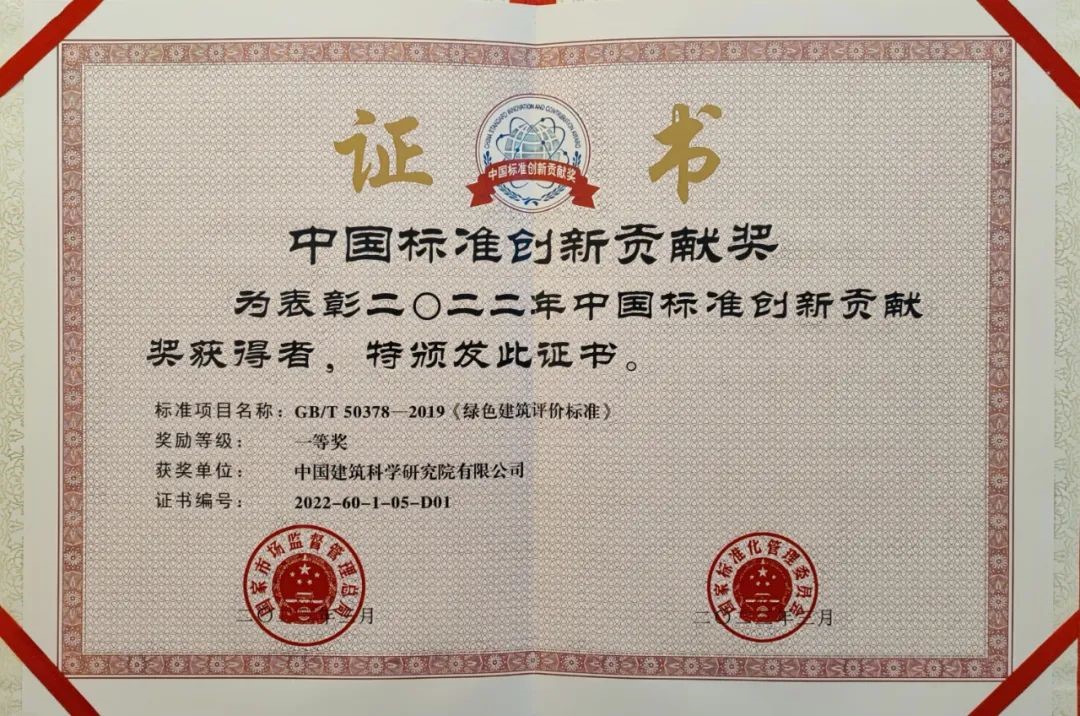 证 书
CHINA STANDARD INNOVATION AND CONTRIBUTION AWARD
中国标准创新贡献奖
中国标准创新贡献奖
为表彰二〇二二年中国标准创新贡献
奖获得者，特颁发此证书。
标准项目名称：GB/T 50378—2019《绿色建筑评价标准》
奖励等级： 一等奖
获奖单位： 中国建筑科学研究院有限公司
证书编号： 2022-60-1-05-D01
国家市场监督管理总局
国家标准化管理委员会